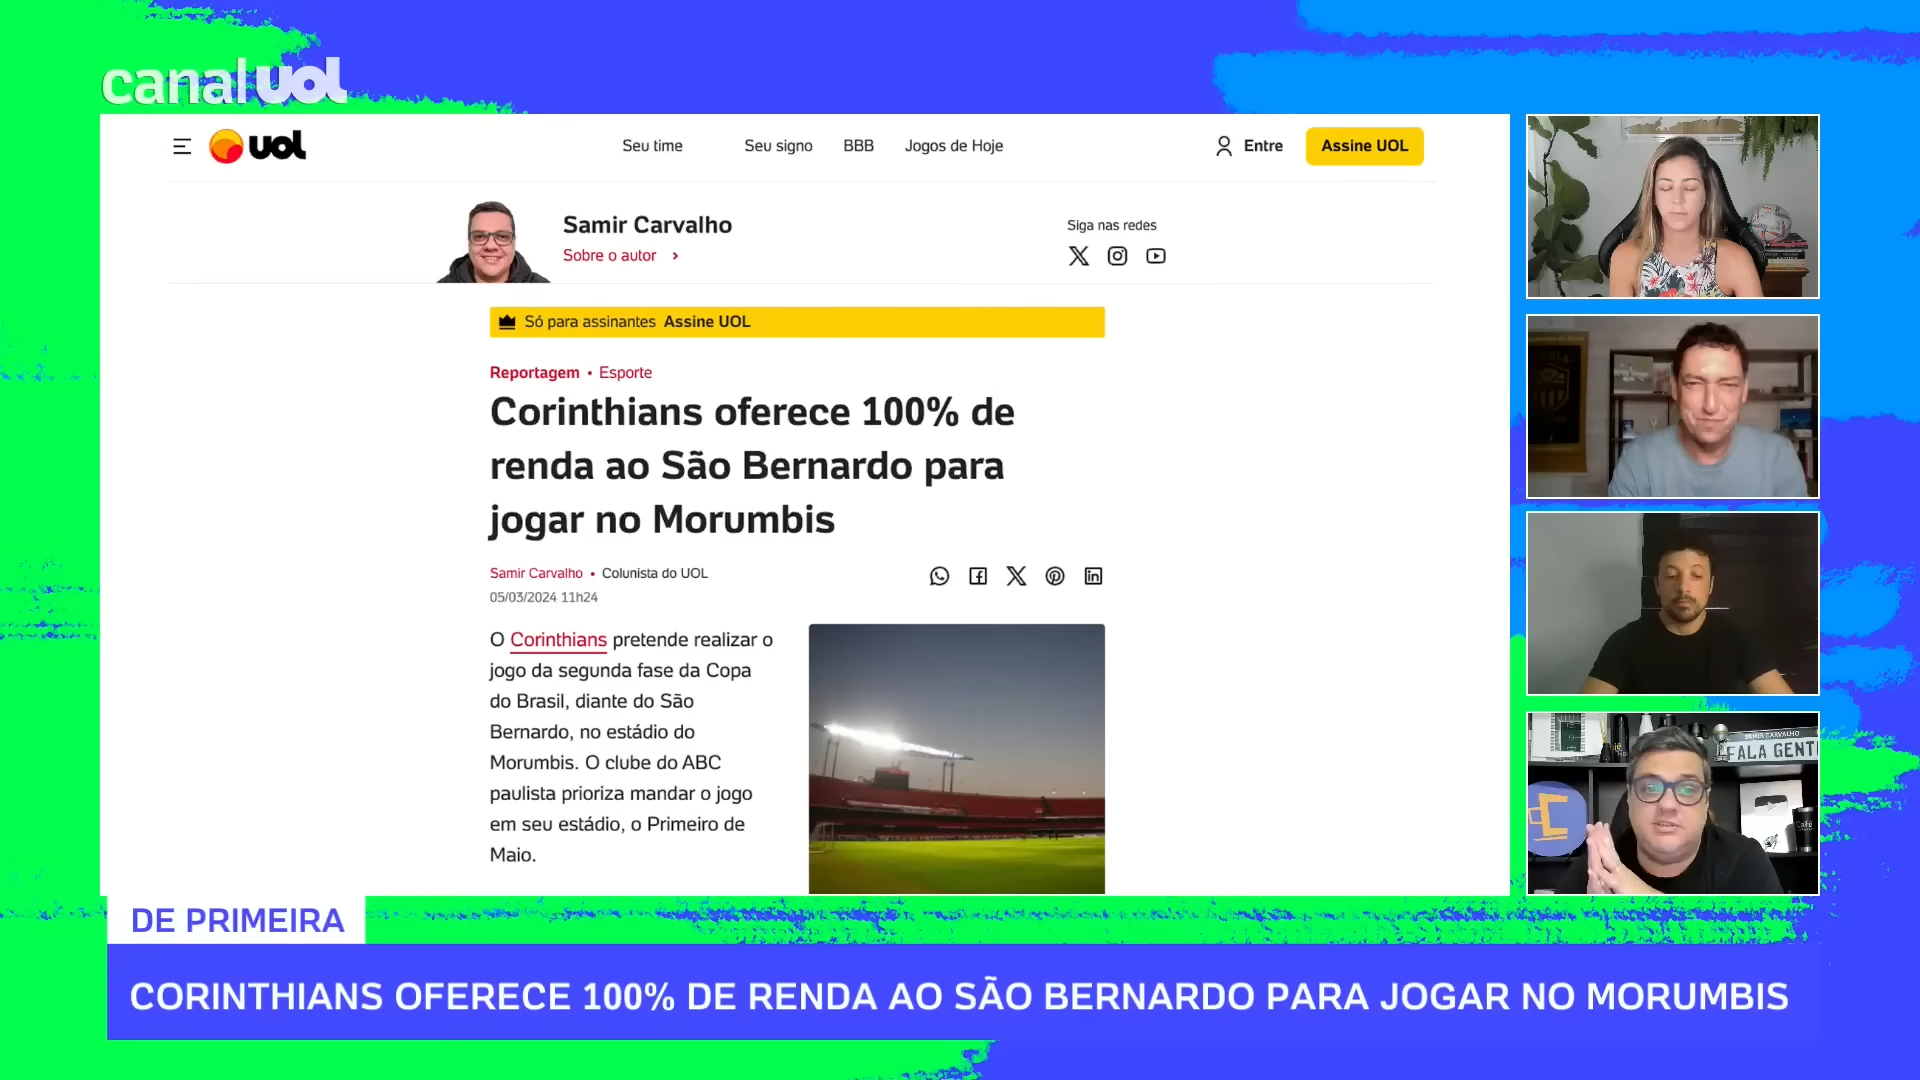 canal uol
uol
Seu time
Seu signo
BBB
Jogos de Hoje
Entre
Assine UOL
Samir Carvalho
Sobre o autor
Siga nas redes
Só para assinantes Assine UOL
Reportagem • Esporte
Corinthians oferece 100% de
renda ao São Bernardo para
jogar no Morumbis
Samir Carvalho • Colunista do UOL
05/03/2024 11h24
O Corinthians pretende realizar o
jogo da segunda fase da Copa
do Brasil, diante do São
Bernardo, no estádio do
Morumbis. O clube do ABC
paulista prioriza mandar o jogo
em seu estádio, o Primeiro de
Maio.
SAMIR CARVALHO
FALA GENT
DE PRIMEIRA
CORINTHIANS OFERECE 100% DE RENDA AO SÃO BERNARDO PARA JOGAR NO MORUMBIS